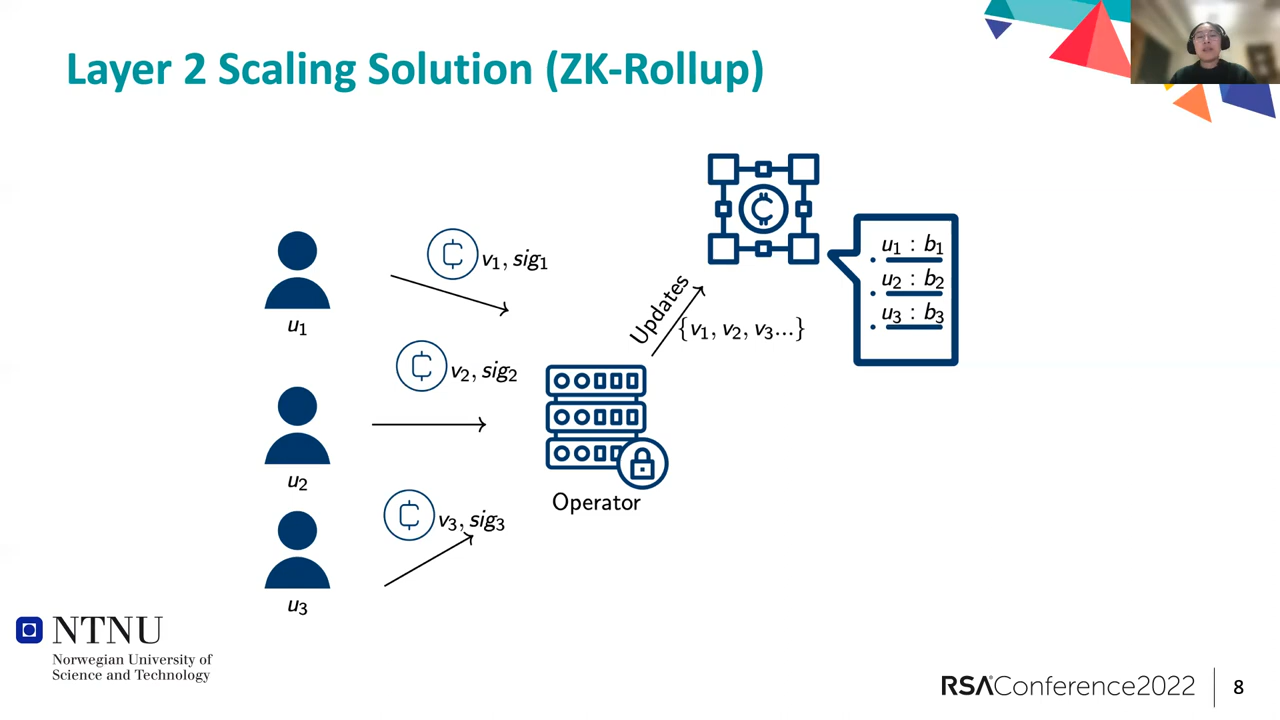 Layer 2 Scaling Solution (ZK-Rollup)
v₁, sig₁
u₁
v₂, sig₂
u₂
v₃, sig₃
u₃
Operator
Updates
{v₁, v₂, v₃...}
u₁ : b₁
u₂ : b₂
u₃ : b₃
NTNU
Norwegian University of
Science and Technology
RSAConference2022
8